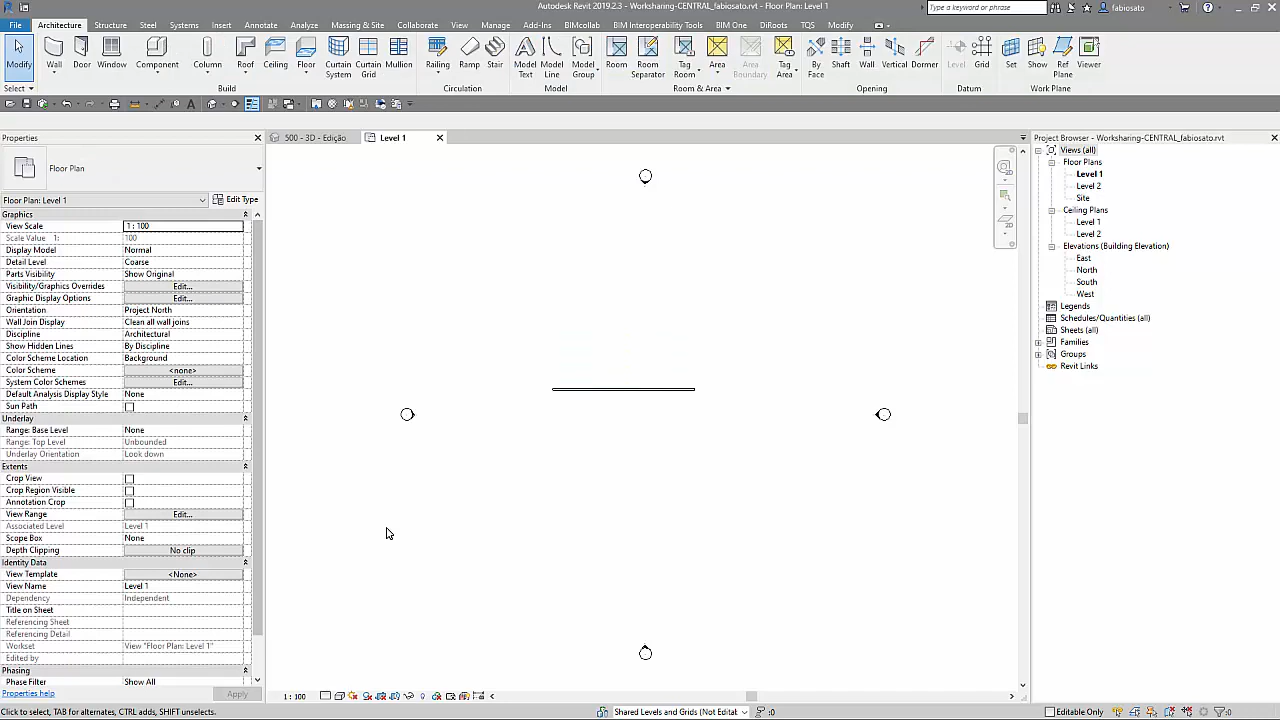 Autodesk Revit 2019.2.3 - Worksharing-CENTRAL_fabiosato.rvt - Floor Plan: Level 1
Type a keyword or phrase
fabiosato
File Architecture Structure Steel Systems Insert Annotate Analyze Massing & Site Collaborate View Manage Add-Ins BIMcollab BIM Interoperability Tools BIM One DiRoots TQS Modify
Modify Wall Door Window Component Column Roof Ceiling Floor Curtain System Curtain Grid Mullion Railing Ramp Stair Model Text Model Line Model Group Room Room Separator Tag Room Area Area Boundary Tag Area By Face Shaft Wall Vertical Dormer Level Grid Set Show Ref Plane Viewer
Select Build Circulation Model Room & Area Opening Datum Work Plane
Properties
500 - 3D - Edição
Level 1
Project Browser - Worksharing-CENTRAL_fabiosato.rvt
Floor Plan
Floor Plan: Level 1
Edit Type
Graphics
View Scale 1 : 100
Scale Value 1: 100
Display Model Normal
Detail Level Coarse
Parts Visibility Show Original
Visibility/Graphics Overrides Edit...
Graphic Display Options Edit...
Orientation Project North
Wall Join Display Clean all wall joins
Discipline Architectural
Show Hidden Lines By Discipline
Color Scheme Location Background
Color Scheme <none>
System Color Schemes Edit...
Default Analysis Display Style None
Sun Path
Underlay
Range: Base Level None
Range: Top Level Unbounded
Underlay Orientation Look down
Extents
Crop View
Crop Region Visible
Annotation Crop
View Range Edit...
Associated Level Level 1
Scope Box None
Depth Clipping No clip
Identity Data
View Template <None>
View Name Level 1
Dependency Independent
Title on Sheet
Referencing Sheet
Referencing Detail
Workset View "Floor Plan: Level 1"
Edited by
Phasing
Phase Filter Show All
Properties help
Apply
2D
2D
Views (all)
Floor Plans
Level 1
Level 2
Site
Ceiling Plans
Level 1
Level 2
Elevations (Building Elevation)
East
North
South
West
Legends
Schedules/Quantities (all)
Sheets (all)
Families
Groups
Revit Links
1 : 100
Click to select, TAB for alternates, CTRL adds, SHIFT unselects.
Shared Levels and Grids (Not Editat
:0
Editable Only
:0